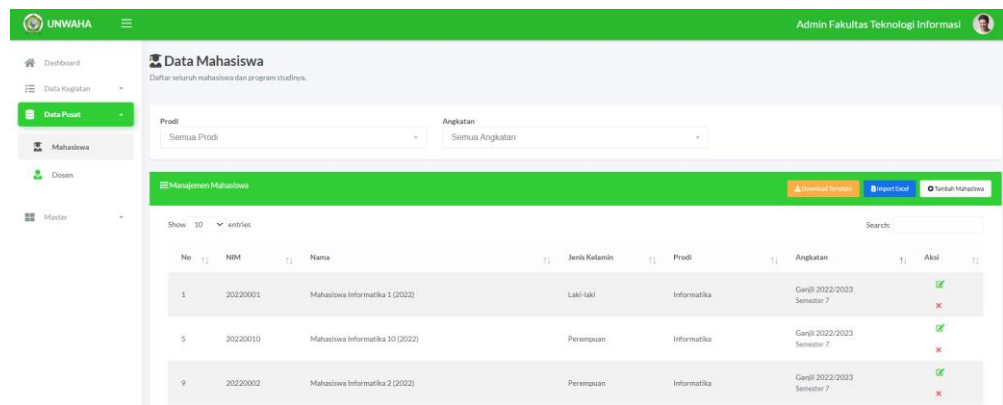 UNWAHA
Admin Fakultas Teknologi Informasi
Dashboard
Data Kegiatan
Data Pusat
Mahasiswa
Dosen
Master
Data Mahasiswa
Daftar seluruh mahasiswa dan program studinya.
Prodi
Angkatan
Semua Prodi
Semua Angkatan
Manajemen Mahasiswa
Download Template
Import Excel
Tambah Mahasiswa
Show 10 entries
Search:
No NIM Nama Jenis Kelamin Prodi Angkatan Aksi
1 20220001 Mahasiswa Informatika 1 (2022) Laki-laki Informatika Ganjil 2022/2023
Semester 7
5 20220010 Mahasiswa Informatika 10 (2022) Perempuan Informatika Ganjil 2022/2023
Semester 7
9 20220002 Mahasiswa Informatika 2 (2022) Perempuan Informatika Ganjil 2022/2023
Semester 7